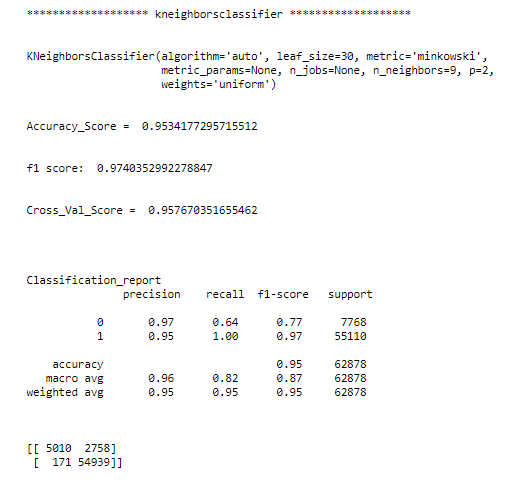 ******************* kneighborsclassifier *******************
KNeighborsClassifier(algorithm='auto', leaf_size=30, metric='minkowski',
metric_params=None, n_jobs=None, n_neighbors=9, p=2,
weights='uniform')
Accuracy_Score =  0.9534177295715512
f1 score:  0.9740352992278847
Cross_Val_Score =  0.957670351655462
Classification_report
precision    recall  f1-score   support
0       0.97      0.64      0.77      7768
1       0.95      1.00      0.97     55110
accuracy                           0.95     62878
macro avg       0.96      0.82      0.87     62878
weighted avg       0.95      0.95      0.95     62878
[[ 5010  2758]
[  171 54939]]